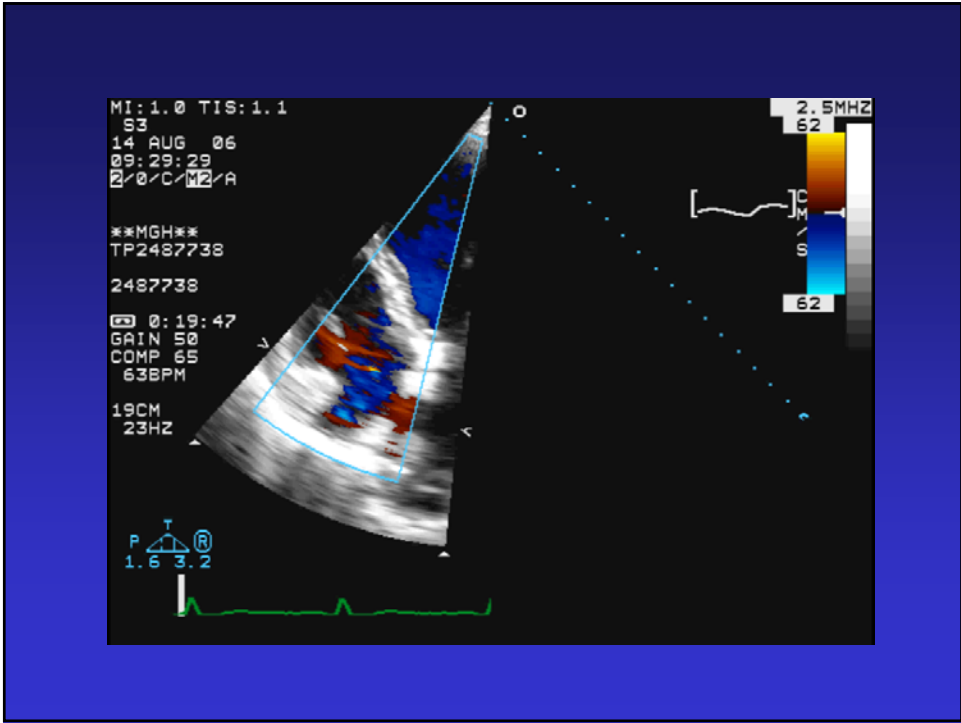 MI:1.0 TIS:1.1
S3
14 AUG 06
09:29:29
2/0/C/M2/A
**MGH**
TP2487738
2487738
0:19:47
GAIN 50
COMP 65
63BPM
19CM
23HZ
T
P R
1.6 3.2
2.5MHZ
62
CM/S
62